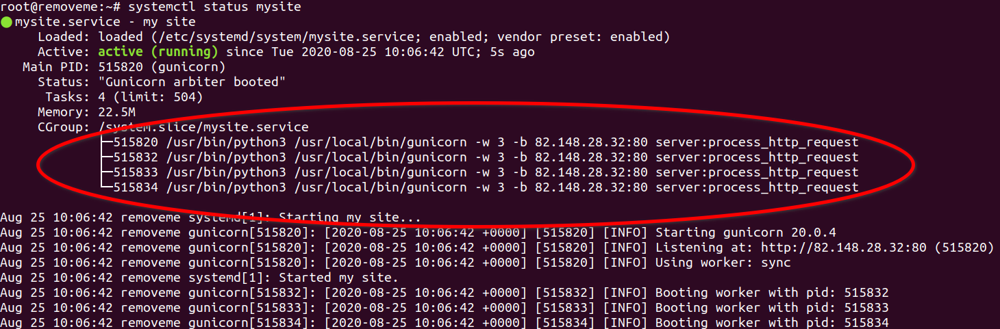 root@removeme:~# systemctl status mysite
● mysite.service - my site
Loaded: loaded (/etc/systemd/system/mysite.service; enabled; vendor preset: enabled)
Active: active (running) since Tue 2020-08-25 10:06:42 UTC; 5s ago
Main PID: 515820 (gunicorn)
Status: "Gunicorn arbiter booted"
Tasks: 4 (limit: 504)
Memory: 22.5M
CGroup: /system.slice/mysite.service
├─515820 /usr/bin/python3 /usr/local/bin/gunicorn -w 3 -b 82.148.28.32:80 server:process_http_request
├─515832 /usr/bin/python3 /usr/local/bin/gunicorn -w 3 -b 82.148.28.32:80 server:process_http_request
├─515833 /usr/bin/python3 /usr/local/bin/gunicorn -w 3 -b 82.148.28.32:80 server:process_http_request
└─515834 /usr/bin/python3 /usr/local/bin/gunicorn -w 3 -b 82.148.28.32:80 server:process_http_request
Aug 25 10:06:42 removeme systemd[1]: Starting my site...
Aug 25 10:06:42 removeme gunicorn[515820]: [2020-08-25 10:06:42 +0000] [515820] [INFO] Starting gunicorn 20.0.4
Aug 25 10:06:42 removeme gunicorn[515820]: [2020-08-25 10:06:42 +0000] [515820] [INFO] Listening at: http://82.148.28.32:80 (515820)
Aug 25 10:06:42 removeme gunicorn[515820]: [2020-08-25 10:06:42 +0000] [515820] [INFO] Using worker: sync
Aug 25 10:06:42 removeme systemd[1]: Started my site.
Aug 25 10:06:42 removeme gunicorn[515832]: [2020-08-25 10:06:42 +0000] [515832] [INFO] Booting worker with pid: 515832
Aug 25 10:06:42 removeme gunicorn[515833]: [2020-08-25 10:06:42 +0000] [515833] [INFO] Booting worker with pid: 515833
Aug 25 10:06:42 removeme gunicorn[515834]: [2020-08-25 10:06:42 +0000] [515834] [INFO] Booting worker with pid: 515834